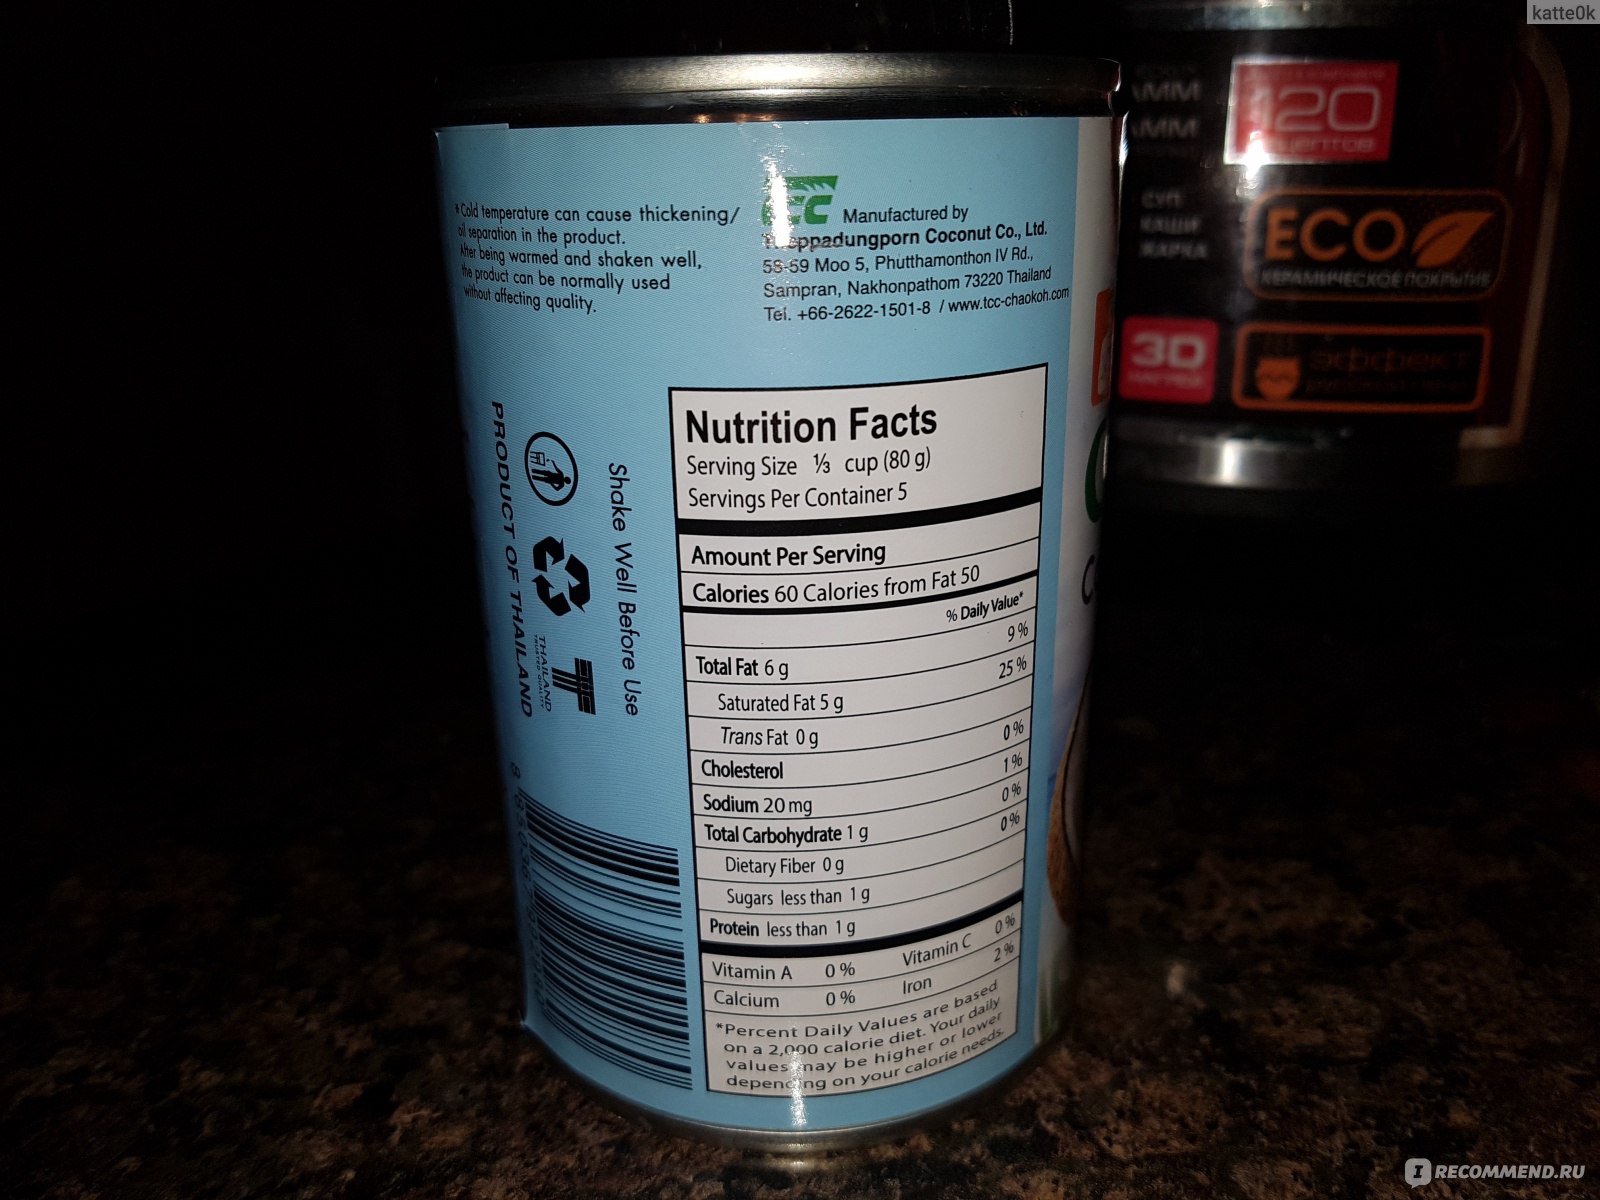 katte0k
*Cold temperature can cause thickening/
oil separation in the product.
After being warmed and shaken well,
the product can be normally used
without affecting quality.
TCC Manufactured by
Theppadungporn Coconut Co., Ltd.
58-59 Moo 5, Phutthamonthon IV Rd.,
Sampran, Nakhonpathom 73220 Thailand
Tel. +66-2622-1501-8 / www.tcc-chaokoh.com
PRODUCT OF THAILAND
Shake Well Before Use
THAILAND
TRUSTED QUALITY
Nutrition Facts
Serving Size ⅓ cup (80 g)
Servings Per Container 5
Amount Per Serving
Calories 60 Calories from Fat 50
% Daily Value*
Total Fat 6 g 9 %
Saturated Fat 5 g 25 %
Trans Fat 0 g
Cholesterol 0 %
Sodium 20 mg 1 %
Total Carbohydrate 1 g 0 %
Dietary Fiber 0 g 0 %
Sugars less than 1 g
Protein less than 1 g
Vitamin A 0 % Vitamin C 0 %
Calcium 0 % Iron 2 %
*Percent Daily Values are based
on a 2,000 calorie diet. Your daily
values may be higher or lower
depending on your calorie needs.
120
рецептов
СУП
КАШИ
ЖАРКА
ECO
КЕРАМИЧЕСКОЕ ПОКРЫТИЕ
3D
НАГРЕВ
эффект
RECOMMEND.RU